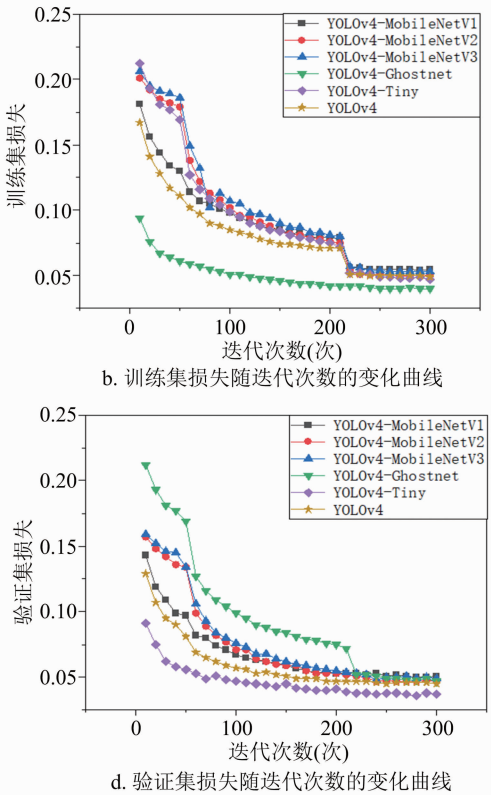 0.25
0.20
0.15
0.10
0.05
训练集损失
YOLOv4-MobileNetV1
YOLOv4-MobileNetV2
YOLOv4-MobileNetV3
YOLOv4-Ghostnet
YOLOv4-Tiny
YOLOv4
0 100 200 300
迭代次数(次)
b. 训练集损失随迭代次数的变化曲线
0.25
0.20
0.15
0.10
0.05
验证集损失
YOLOv4-MobileNetV1
YOLOv4-MobileNetV2
YOLOv4-MobileNetV3
YOLOv4-Ghostnet
YOLOv4-Tiny
YOLOv4
0 100 200 300
迭代次数(次)
d. 验证集损失随迭代次数的变化曲线